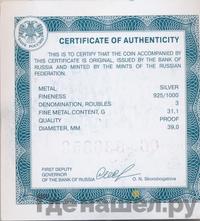 CERTIFICATE OF AUTHENTICITY
THIS IS TO CERTIFY THAT THE COIN ACCOMPANIED BY
THIS CERTIFICATE IS ORIGINAL, ISSUED BY THE BANK OF
RUSSIA AND MINTED BY THE MINTS OF THE RUSSIAN
FEDERATION.
METAL SILVER
FINENESS 925/1000
DENOMINATION, ROUBLES 3
FINE METAL CONTENT, G 31,1
QUALITY PROOF
DIAMETER, MM 39,0
FIRST DEPUTY
GOVERNOR
OF THE BANK OF RUSSIA
O. N. Skorobogatova
гденашел.ру